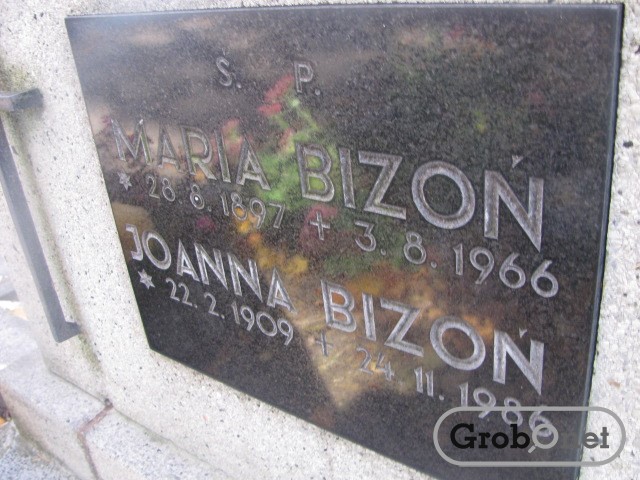 S. P.
MARIA BIZOŃ
* 28. 8. 1897 + 3. 8. 1966
JOANNA BIZOŃ
* 22. 2. 1909 + 24. 11. 1986
Grobonet